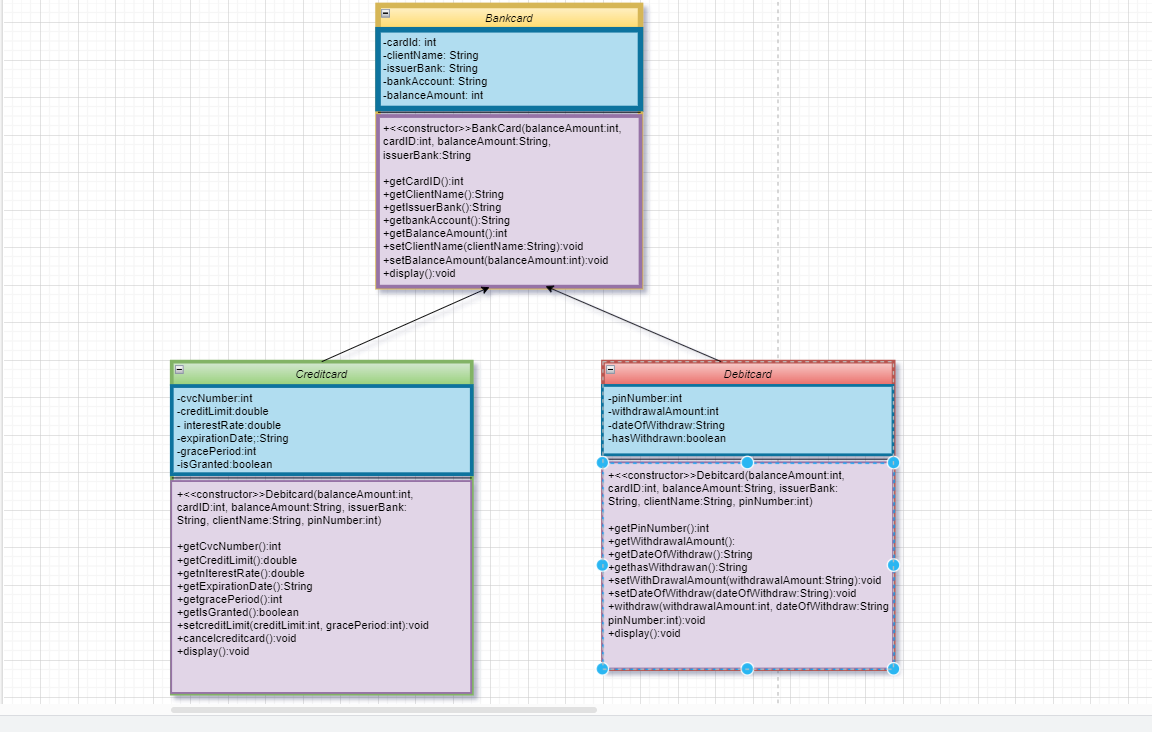 Bankcard
-cardId: int
-clientName: String
-issuerBank: String
-bankAccount: String
-balanceAmount: int
+<<constructor>>BankCard(balanceAmount:int,
cardID:int, balanceAmount:String,
issuerBank:String
+getCardID():int
+getClientName():String
+getIssuerBank():String
+getbankAccount():String
+getBalanceAmount():int
+setClientName(clientName:String):void
+setBalanceAmount(balanceAmount:int):void
+display():void
Creditcard
-cvcNumber:int
-creditLimit:double
- interestRate:double
-expirationDate;:String
-gracePeriod:int
-isGranted:boolean
+<<constructor>>Debitcard(balanceAmount:int,
cardID:int, balanceAmount:String, issuerBank:
String, clientName:String, pinNumber:int)
+getCvcNumber():int
+getCreditLimit():double
+getnIterestRate():double
+getExpirationDate():String
+getgracePeriod():int
+getIsGranted():boolean
+setcreditLimit(creditLimit:int, gracePeriod:int):void
+cancelcreditcard():void
+display():void
Debitcard
-pinNumber:int
-withdrawalAmount:int
-dateOfWithdraw:String
-hasWithdrawn:boolean
+<<constructor>>Debitcard(balanceAmount:int,
cardID:int, balanceAmount:String, issuerBank:
String, clientName:String, pinNumber:int)
+getPinNumber():int
+getWithdrawalAmount():
+getDateOfWithdraw():String
+gethasWithdrawan():String
+setWithDrawalAmount(withdrawalAmount:String):void
+setDateOfWithdraw(dateOfWithdraw:String):void
+withdraw(withdrawalAmount:int, dateOfWithdraw:String
pinNumber:int):void
+display():void